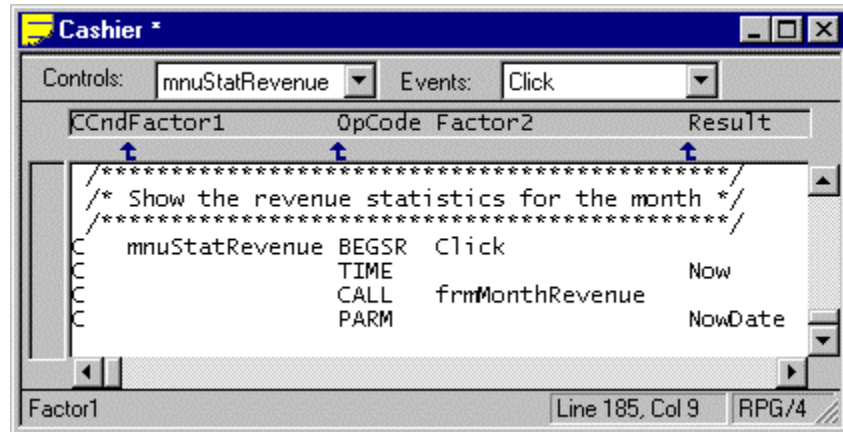 Cashier *
Controls: mnuStatRevenue Events: Click
CCndFactor1 OpCode Factor2 Result
/***********************************************/
/* Show the revenue statistics for the month */
/***********************************************/
C mnuStatRevenue BEGSR Click
C TIME Now
C CALL frmMonthRevenue
C PARM NowDate
Factor1 Line 185, Col 9 RPG/4